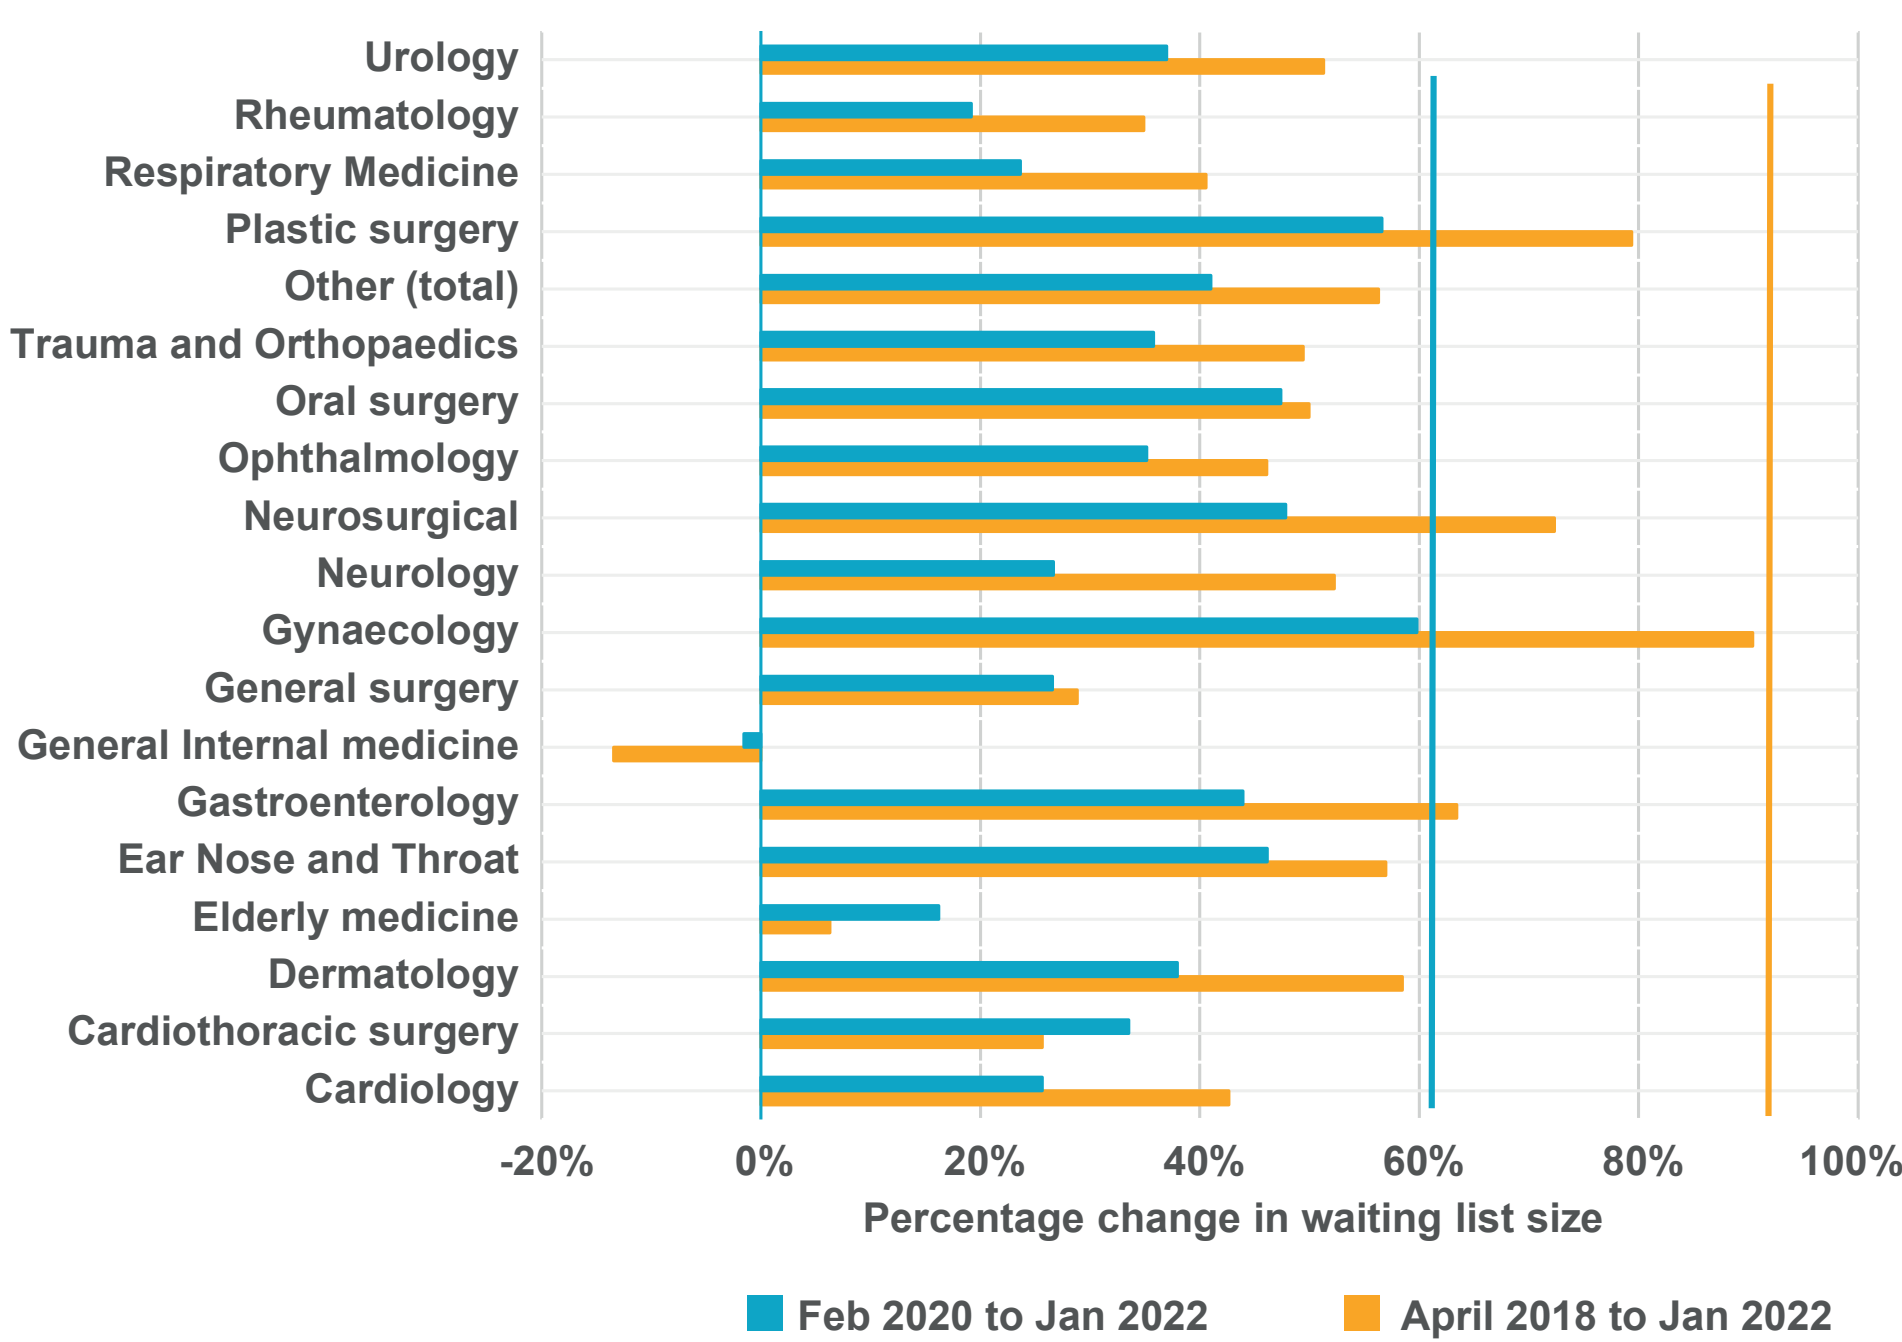 Urology
Rheumatology
Respiratory Medicine
Plastic surgery
Other (total)
Trauma and Orthopaedics
Oral surgery
Ophthalmology
Neurosurgical
Neurology
Gynaecology
General surgery
General Internal medicine
Gastroenterology
Ear Nose and Throat
Elderly medicine
Dermatology
Cardiothoracic surgery
Cardiology
-20% 0% 20% 40% 60% 80% 100%
Percentage change in waiting list size
Feb 2020 to Jan 2022 April 2018 to Jan 2022